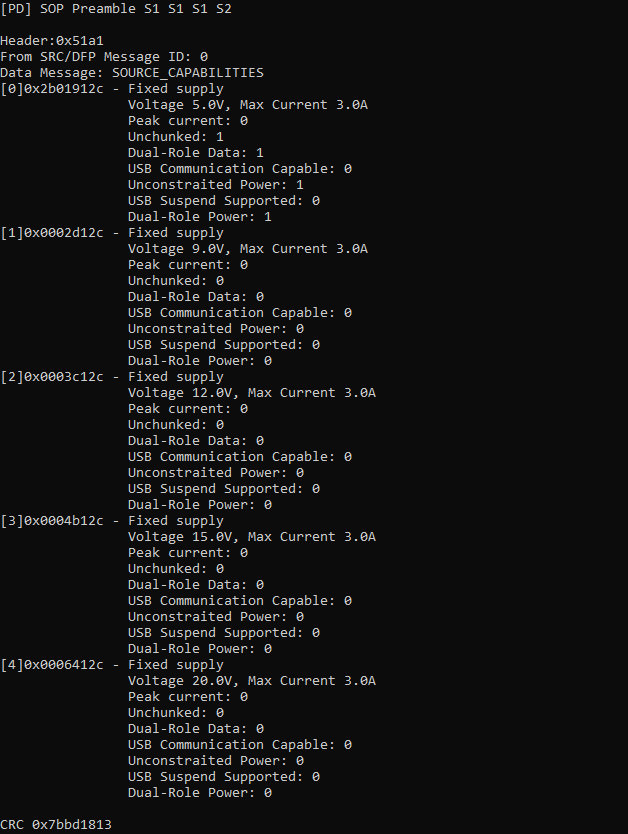 [PD] SOP Preamble S1 S1 S1 S2
Header:0x51a1
From SRC/DFP Message ID: 0
Data Message: SOURCE_CAPABILITIES
[0]0x2b01912c - Fixed supply
Voltage 5.0V, Max Current 3.0A
Peak current: 0
Unchunked: 1
Dual-Role Data: 1
USB Communication Capable: 0
Unconstraited Power: 1
USB Suspend Supported: 0
Dual-Role Power: 1
[1]0x0002d12c - Fixed supply
Voltage 9.0V, Max Current 3.0A
Peak current: 0
Unchunked: 0
Dual-Role Data: 0
USB Communication Capable: 0
Unconstraited Power: 0
USB Suspend Supported: 0
Dual-Role Power: 0
[2]0x0003c12c - Fixed supply
Voltage 12.0V, Max Current 3.0A
Peak current: 0
Unchunked: 0
Dual-Role Data: 0
USB Communication Capable: 0
Unconstraited Power: 0
USB Suspend Supported: 0
Dual-Role Power: 0
[3]0x0004b12c - Fixed supply
Voltage 15.0V, Max Current 3.0A
Peak current: 0
Unchunked: 0
Dual-Role Data: 0
USB Communication Capable: 0
Unconstraited Power: 0
USB Suspend Supported: 0
Dual-Role Power: 0
[4]0x0006412c - Fixed supply
Voltage 20.0V, Max Current 3.0A
Peak current: 0
Unchunked: 0
Dual-Role Data: 0
USB Communication Capable: 0
Unconstraited Power: 0
USB Suspend Supported: 0
Dual-Role Power: 0
CRC 0x7bbd1813